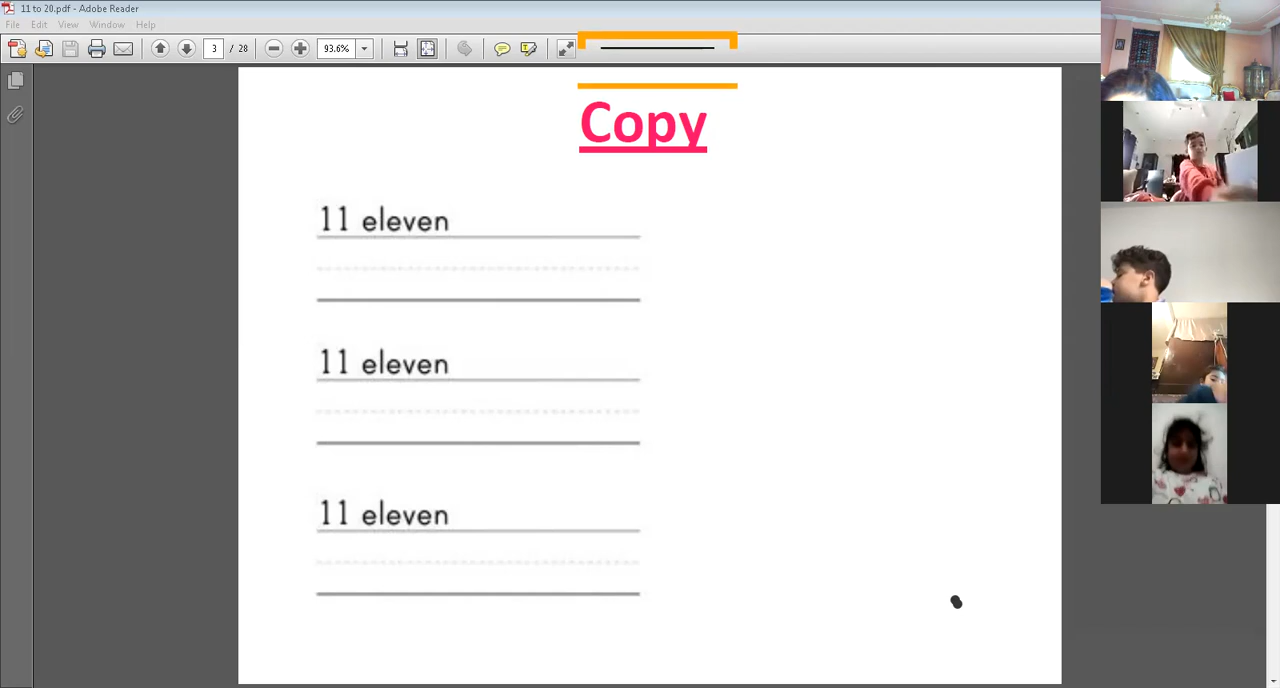 11 to 20.pdf - Adobe Reader
File Edit View Window Help
3 / 28 93.6%
Copy
11 eleven
11 eleven
11 eleven